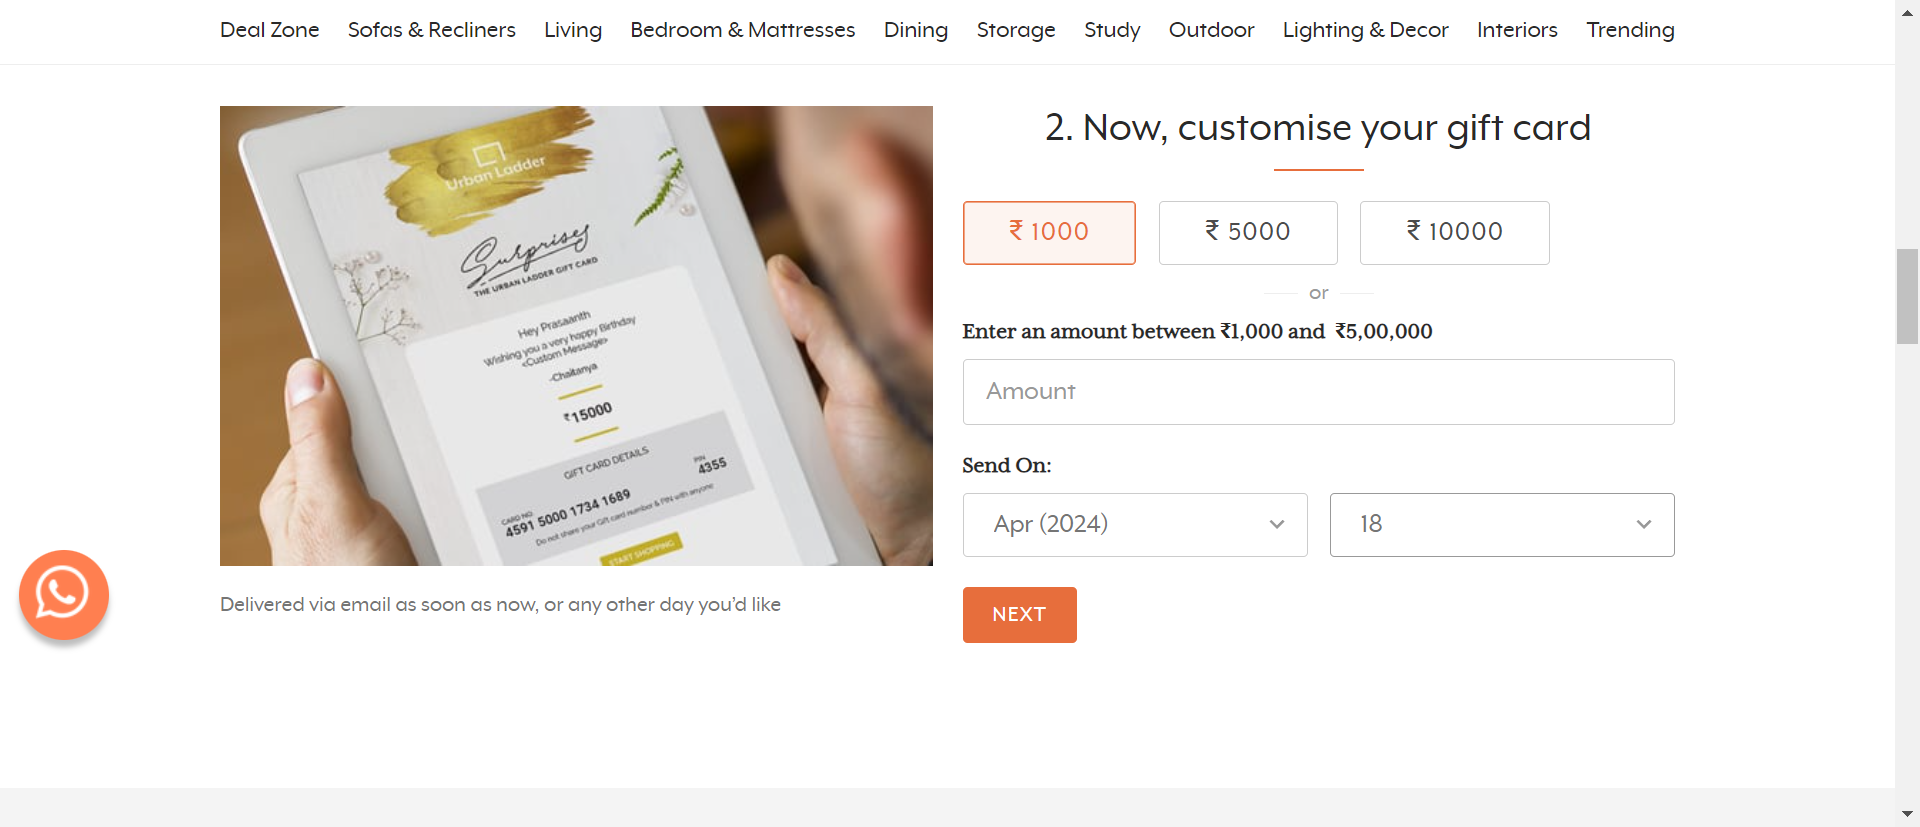 Deal Zone Sofas & Recliners Living Bedroom & Mattresses Dining Storage Study Outdoor Lighting & Decor Interiors Trending
Urban Ladder
Surprises
THE URBAN LADDER GIFT CARD
Hey Prasaanth
Wishing you a very happy Birthday
<Custom Message>
-Chaitanya
₹15000
GIFT CARD DETAILS
CARD NO.
4591 5000 1734 1689
PIN
4355
Do not share your Gift card number & PIN with anyone
START SHOPPING
Delivered via email as soon as now, or any other day you’d like
2. Now, customise your gift card
₹ 1000 ₹ 5000 ₹ 10000
or
Enter an amount between ₹1,000 and ₹5,00,000
Amount
Send On:
Apr (2024) 18
NEXT